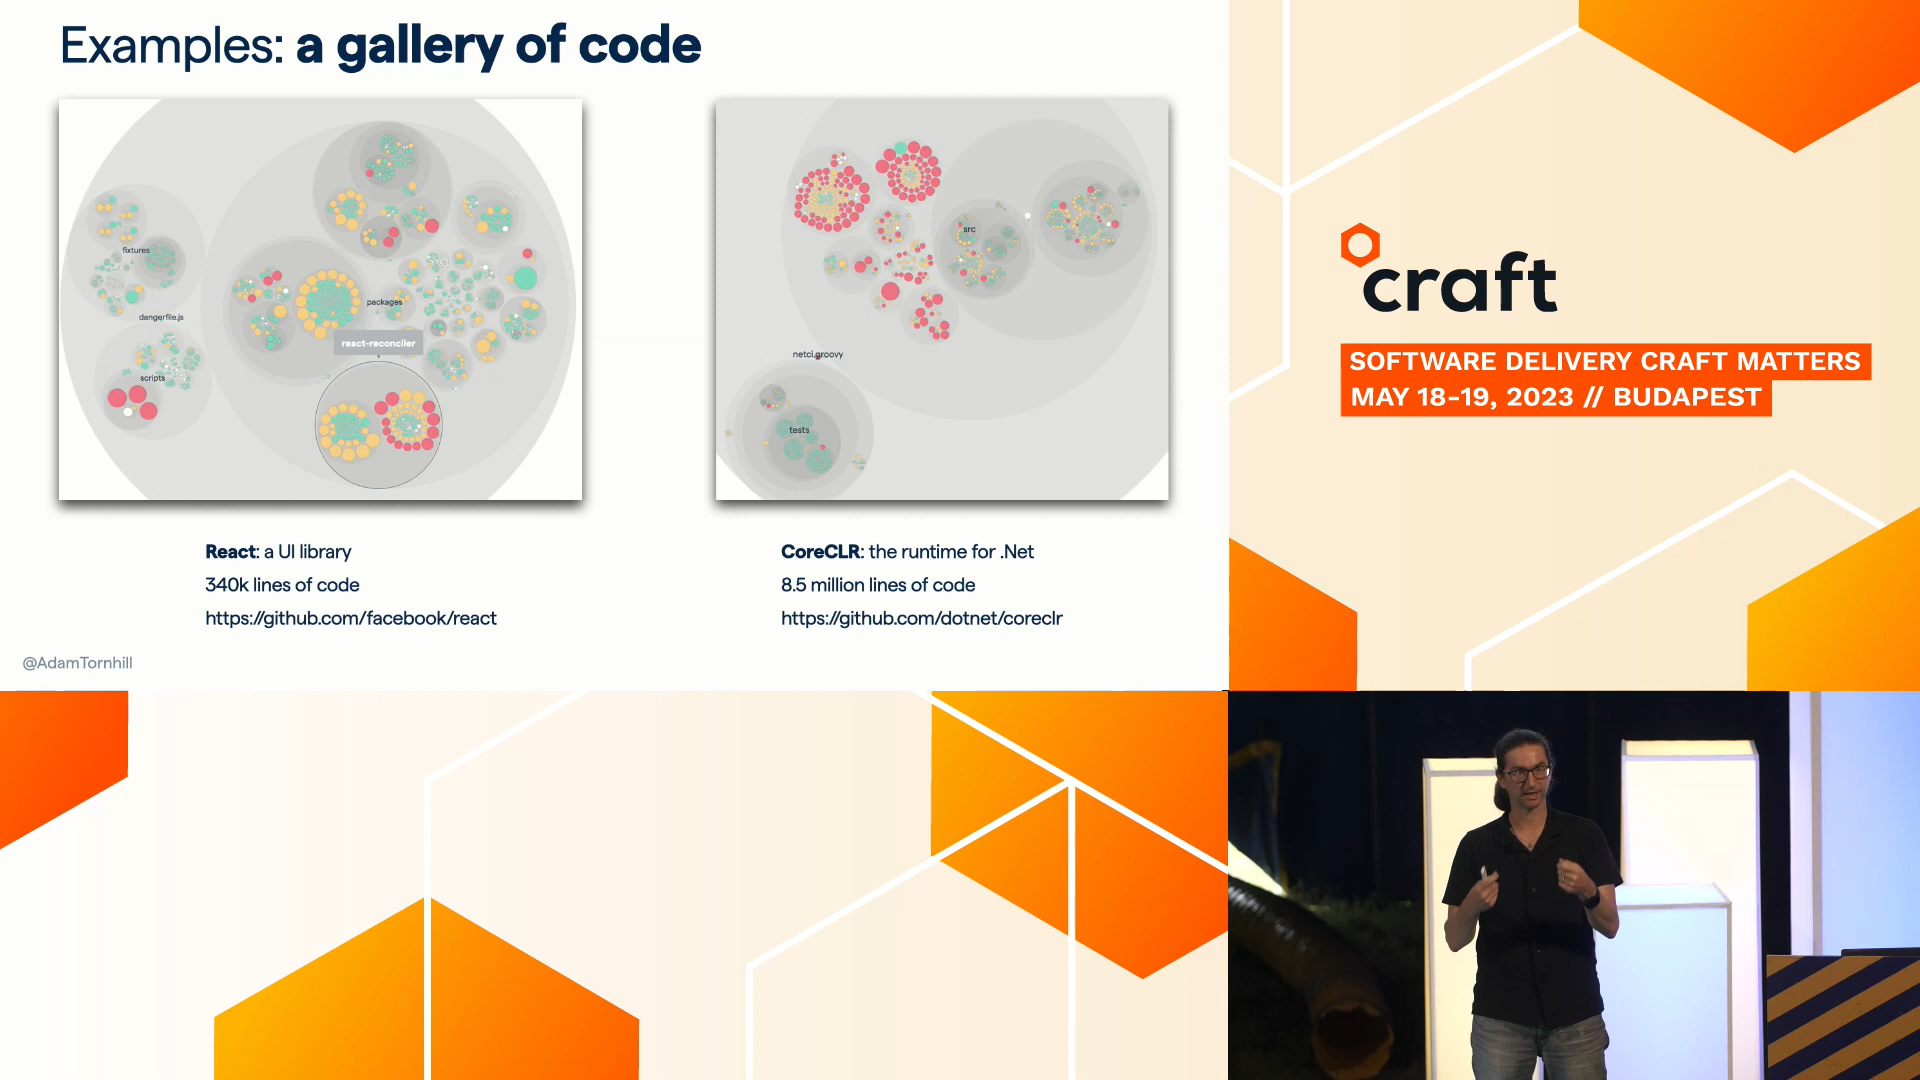 Examples: a gallery of code
fixtures
dangerfile.js
scripts
packages
react-reconciler
src
netci.groovy
tests
React: a UI library
340k lines of code
https://github.com/facebook/react
CoreCLR: the runtime for .Net
8.5 million lines of code
https://github.com/dotnet/coreclr
@AdamTornhill
craft
SOFTWARE DELIVERY CRAFT MATTERS
MAY 18-19, 2023 // BUDAPEST